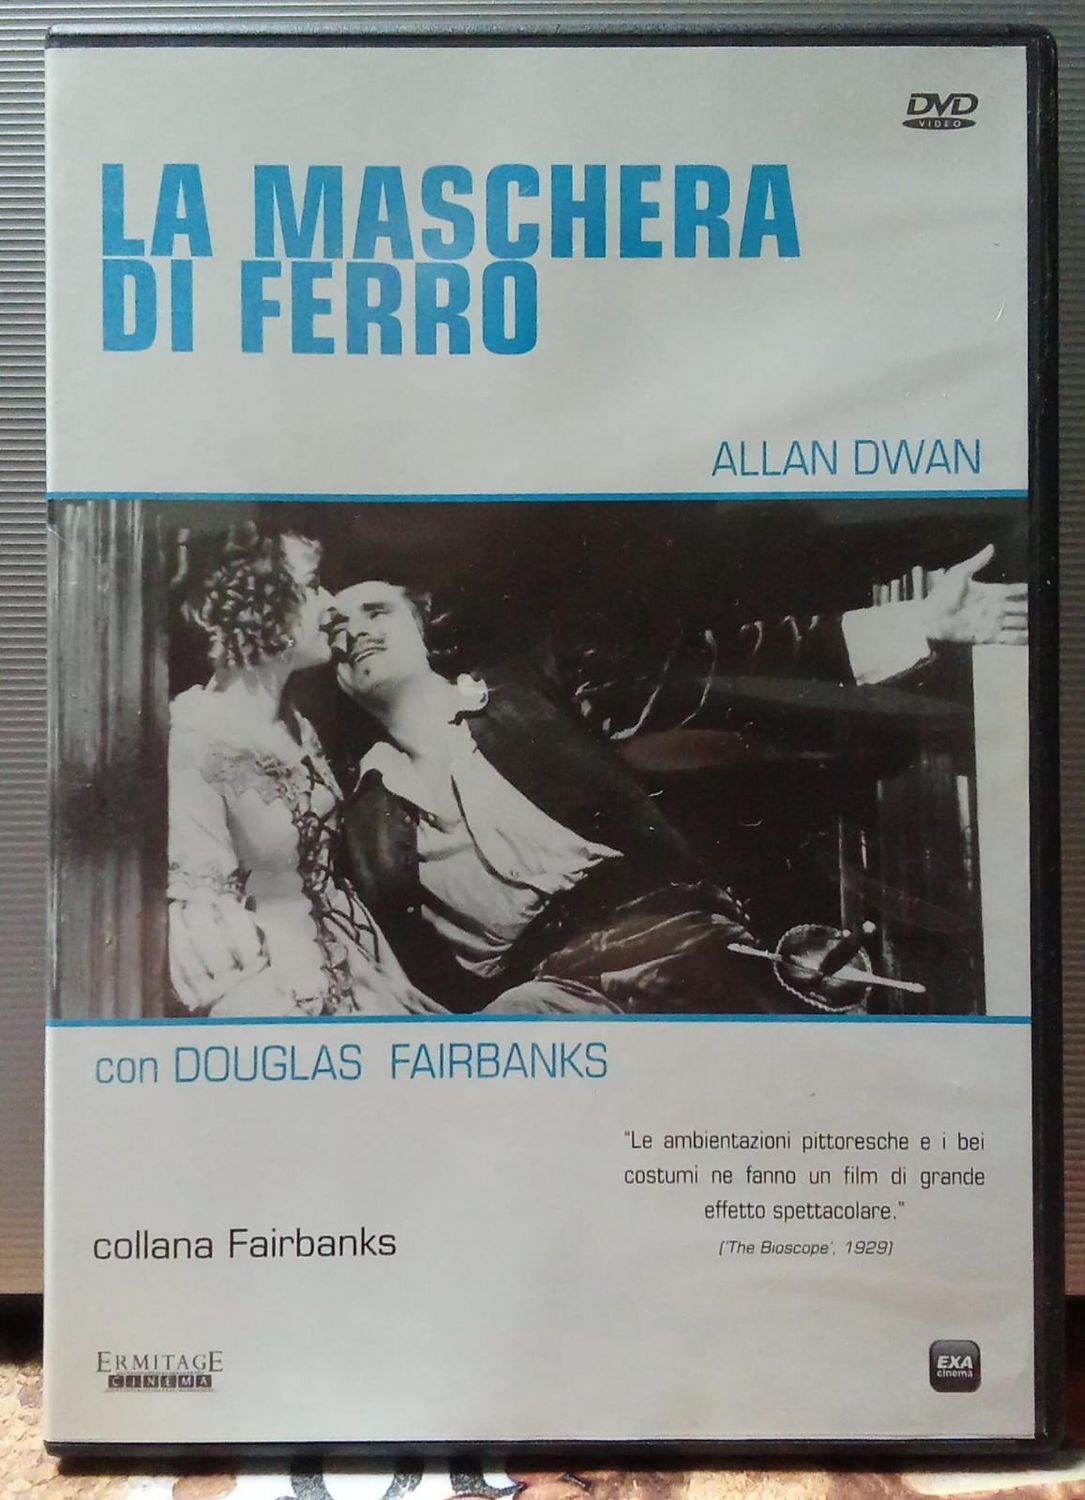 DVD
VIDEO
LA MASCHERA
DI FERRO
ALLAN DWAN
con DOUGLAS FAIRBANKS
"Le ambientazioni pittoresche e i bei
costumi ne fanno un film di grande
effetto spettacolare."
('The Bioscope', 1929)
collana Fairbanks
ERMITAGE
CINEMA
EXA
cinema